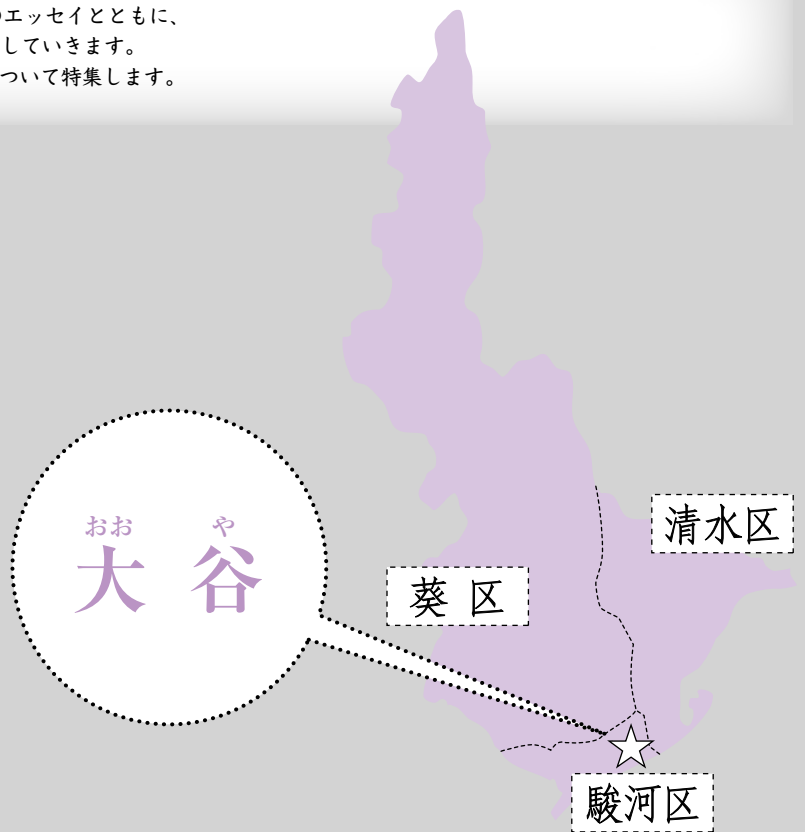 のエッセイとともに、
していきます。
ついて特集します。
清水区
おお や
大 谷
葵 区
駿河区